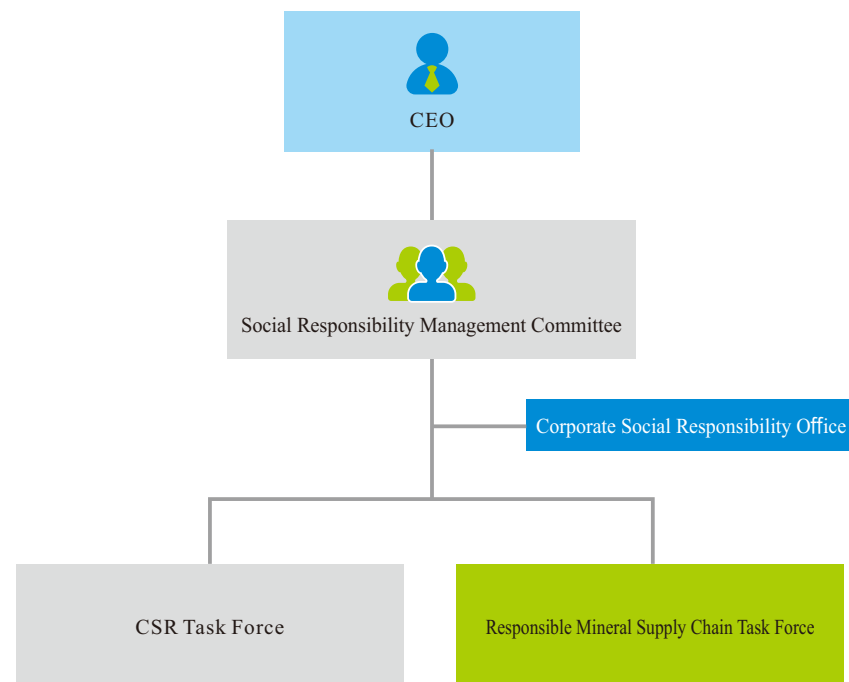 CEO
Social Responsibility Management Committee
Corporate Social Responsibility Office
CSR Task Force
Responsible Mineral Supply Chain Task Force